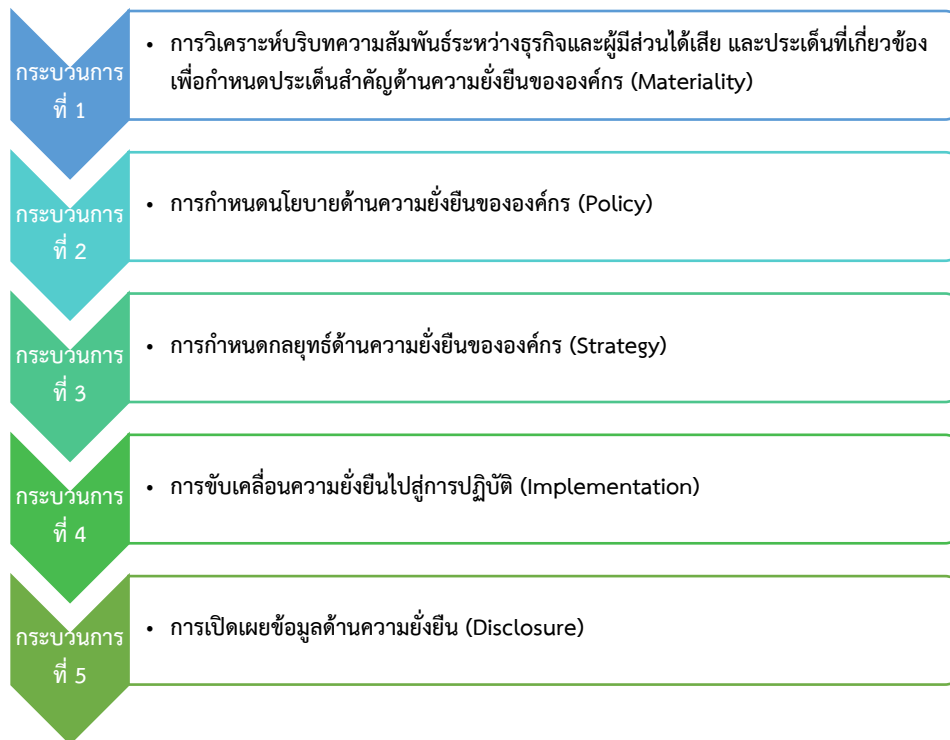 กระบวนการ
ที่ 1
• การวิเคราะห์บริบทความสัมพันธ์ระหว่างธุรกิจและผู้มีส่วนได้เสีย และประเด็นที่เกี่ยวข้อง
เพื่อกำหนดประเด็นสำคัญด้านความยั่งยืนขององค์กร (Materiality)
กระบวนการ
ที่ 2
• การกำหนดนโยบายด้านความยั่งยืนขององค์กร (Policy)
กระบวนการ
ที่ 3
• การกำหนดกลยุทธ์ด้านความยั่งยืนขององค์กร (Strategy)
กระบวนการ
ที่ 4
• การขับเคลื่อนความยั่งยืนไปสู่การปฏิบัติ (Implementation)
กระบวนการ
ที่ 5
• การเปิดเผยข้อมูลด้านความยั่งยืน (Disclosure)